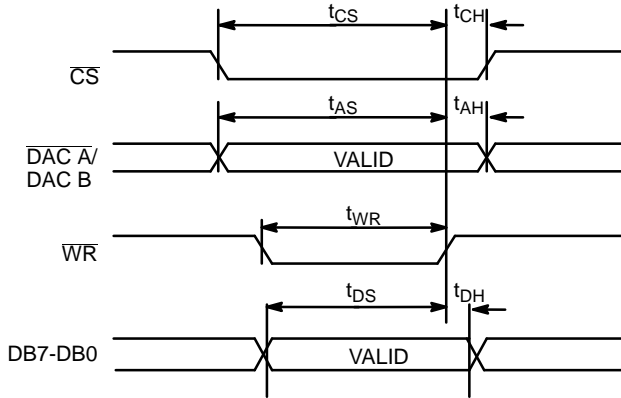 tCS tCH
CS
tAS tAH
DAC A/
DAC B
VALID
tWR
WR
tDS tDH
DB7-DB0 VALID